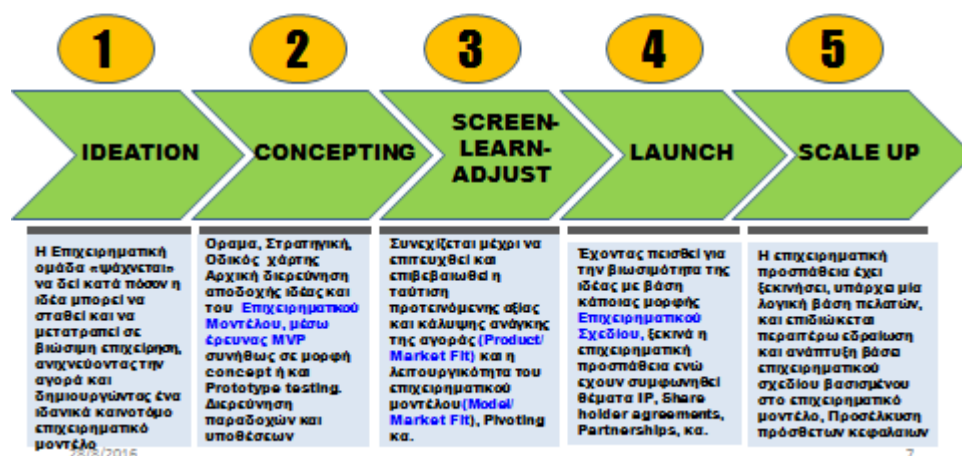 1
2
3
4
5
IDEATION
CONCEPTING
SCREEN-
LEARN-
ADJUST
LAUNCH
SCALE UP
Η Επιχειρηματική
ομάδα «ψάχνεται»
να δεί κατά πόσον η
ιδέα μπορεί να
σταθεί και να
μετατραπεί σε
βιώσιμη επιχείρηση,
ανιχνεύοντας την
αγορά και
δημιουργώντας ένα
ιδανικά καινοτόμο
επιχειρηματικό
μοντέλο
Οραμα, Στρατηγική,
Οδικός χάρτης
Αρχική διερεύνηση
αποδοχής ιδέας και
του Επιχειρηματικού
Μοντέλου, μέσω
έρευνας MVP
συνήθως σε μορφή
concept ή και
Prototype testing.
Διερεύνηση
παραδοχών και
υποθέσεων
Συνεχίζεται μέχρι να
επιτευχθεί και
επιβεβαιωθεί η
ταύτιση
προτεινόμενης αξίας
και κάλυψης ανάγκης
της αγοράς (Product/
Market Fit) και η
λειτουργικότητα του
επιχειρηματικού
μοντέλου(Model/
Market Fit), Pivoting
κα.
Έχοντας πεισθεί για
την βιωσιμότητα της
ιδέας με βάση
κάποιας μορφής
Επιχειρηματικού
Σχεδίου, ξεκινά η
επιχειρηματική
προσπάθεια ενώ
εχουν συμφωνηθεί
θέματα IP, Share
holder agreements,
Partnerships, κα.
Η επιχειρηματική
προσπάθεια έχει
ξεκινήσει, υπάρχει μία
λογική βάση πελατών,
και επιδιώκεται
περαιτέρω εδραίωση
και ανάπτυξη βάσει
επιχειρηματικού
σχεδίου βασισμένου
στο επιχειρηματικό
μοντέλο, Προσέλκυση
πρόσθετων κεφαλαιων
28/8/2016
7